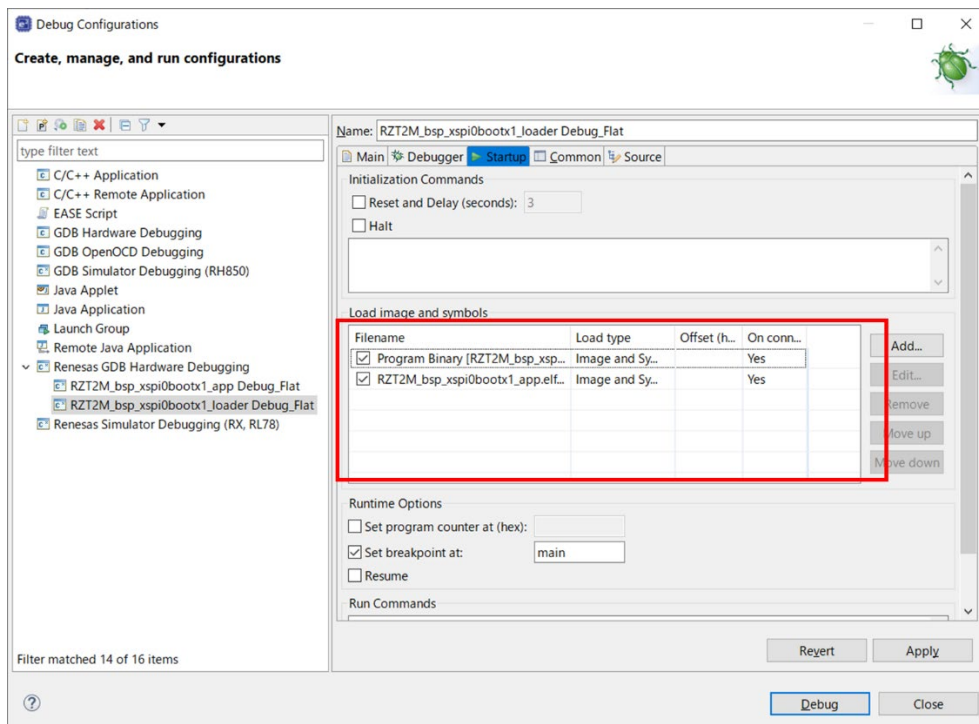 Debug Configurations
Create, manage, and run configurations
type filter text
C/C++ Application
C/C++ Remote Application
EASE Script
GDB Hardware Debugging
GDB OpenOCD Debugging
GDB Simulator Debugging (RH850)
Java Applet
Java Application
Launch Group
Remote Java Application
Renesas GDB Hardware Debugging
RZT2M_bsp_xspi0bootx1_app Debug_Flat
RZT2M_bsp_xspi0bootx1_loader Debug_Flat
Renesas Simulator Debugging (RX, RL78)
Filter matched 14 of 16 items
Name: RZT2M_bsp_xspi0bootx1_loader Debug_Flat
Main Debugger Startup Common Source
Initialization Commands
Reset and Delay (seconds): 3
Halt
Load image and symbols
Filename Load type Offset (h... On conn...
Program Binary [RZT2M_bsp_xsp... Image and Sy... Yes
RZT2M_bsp_xspi0bootx1_app.elf... Image and Sy... Yes
Add...
Edit...
Remove
Move up
Move down
Runtime Options
Set program counter at (hex):
Set breakpoint at: main
Resume
Run Commands
Revert Apply
Debug Close